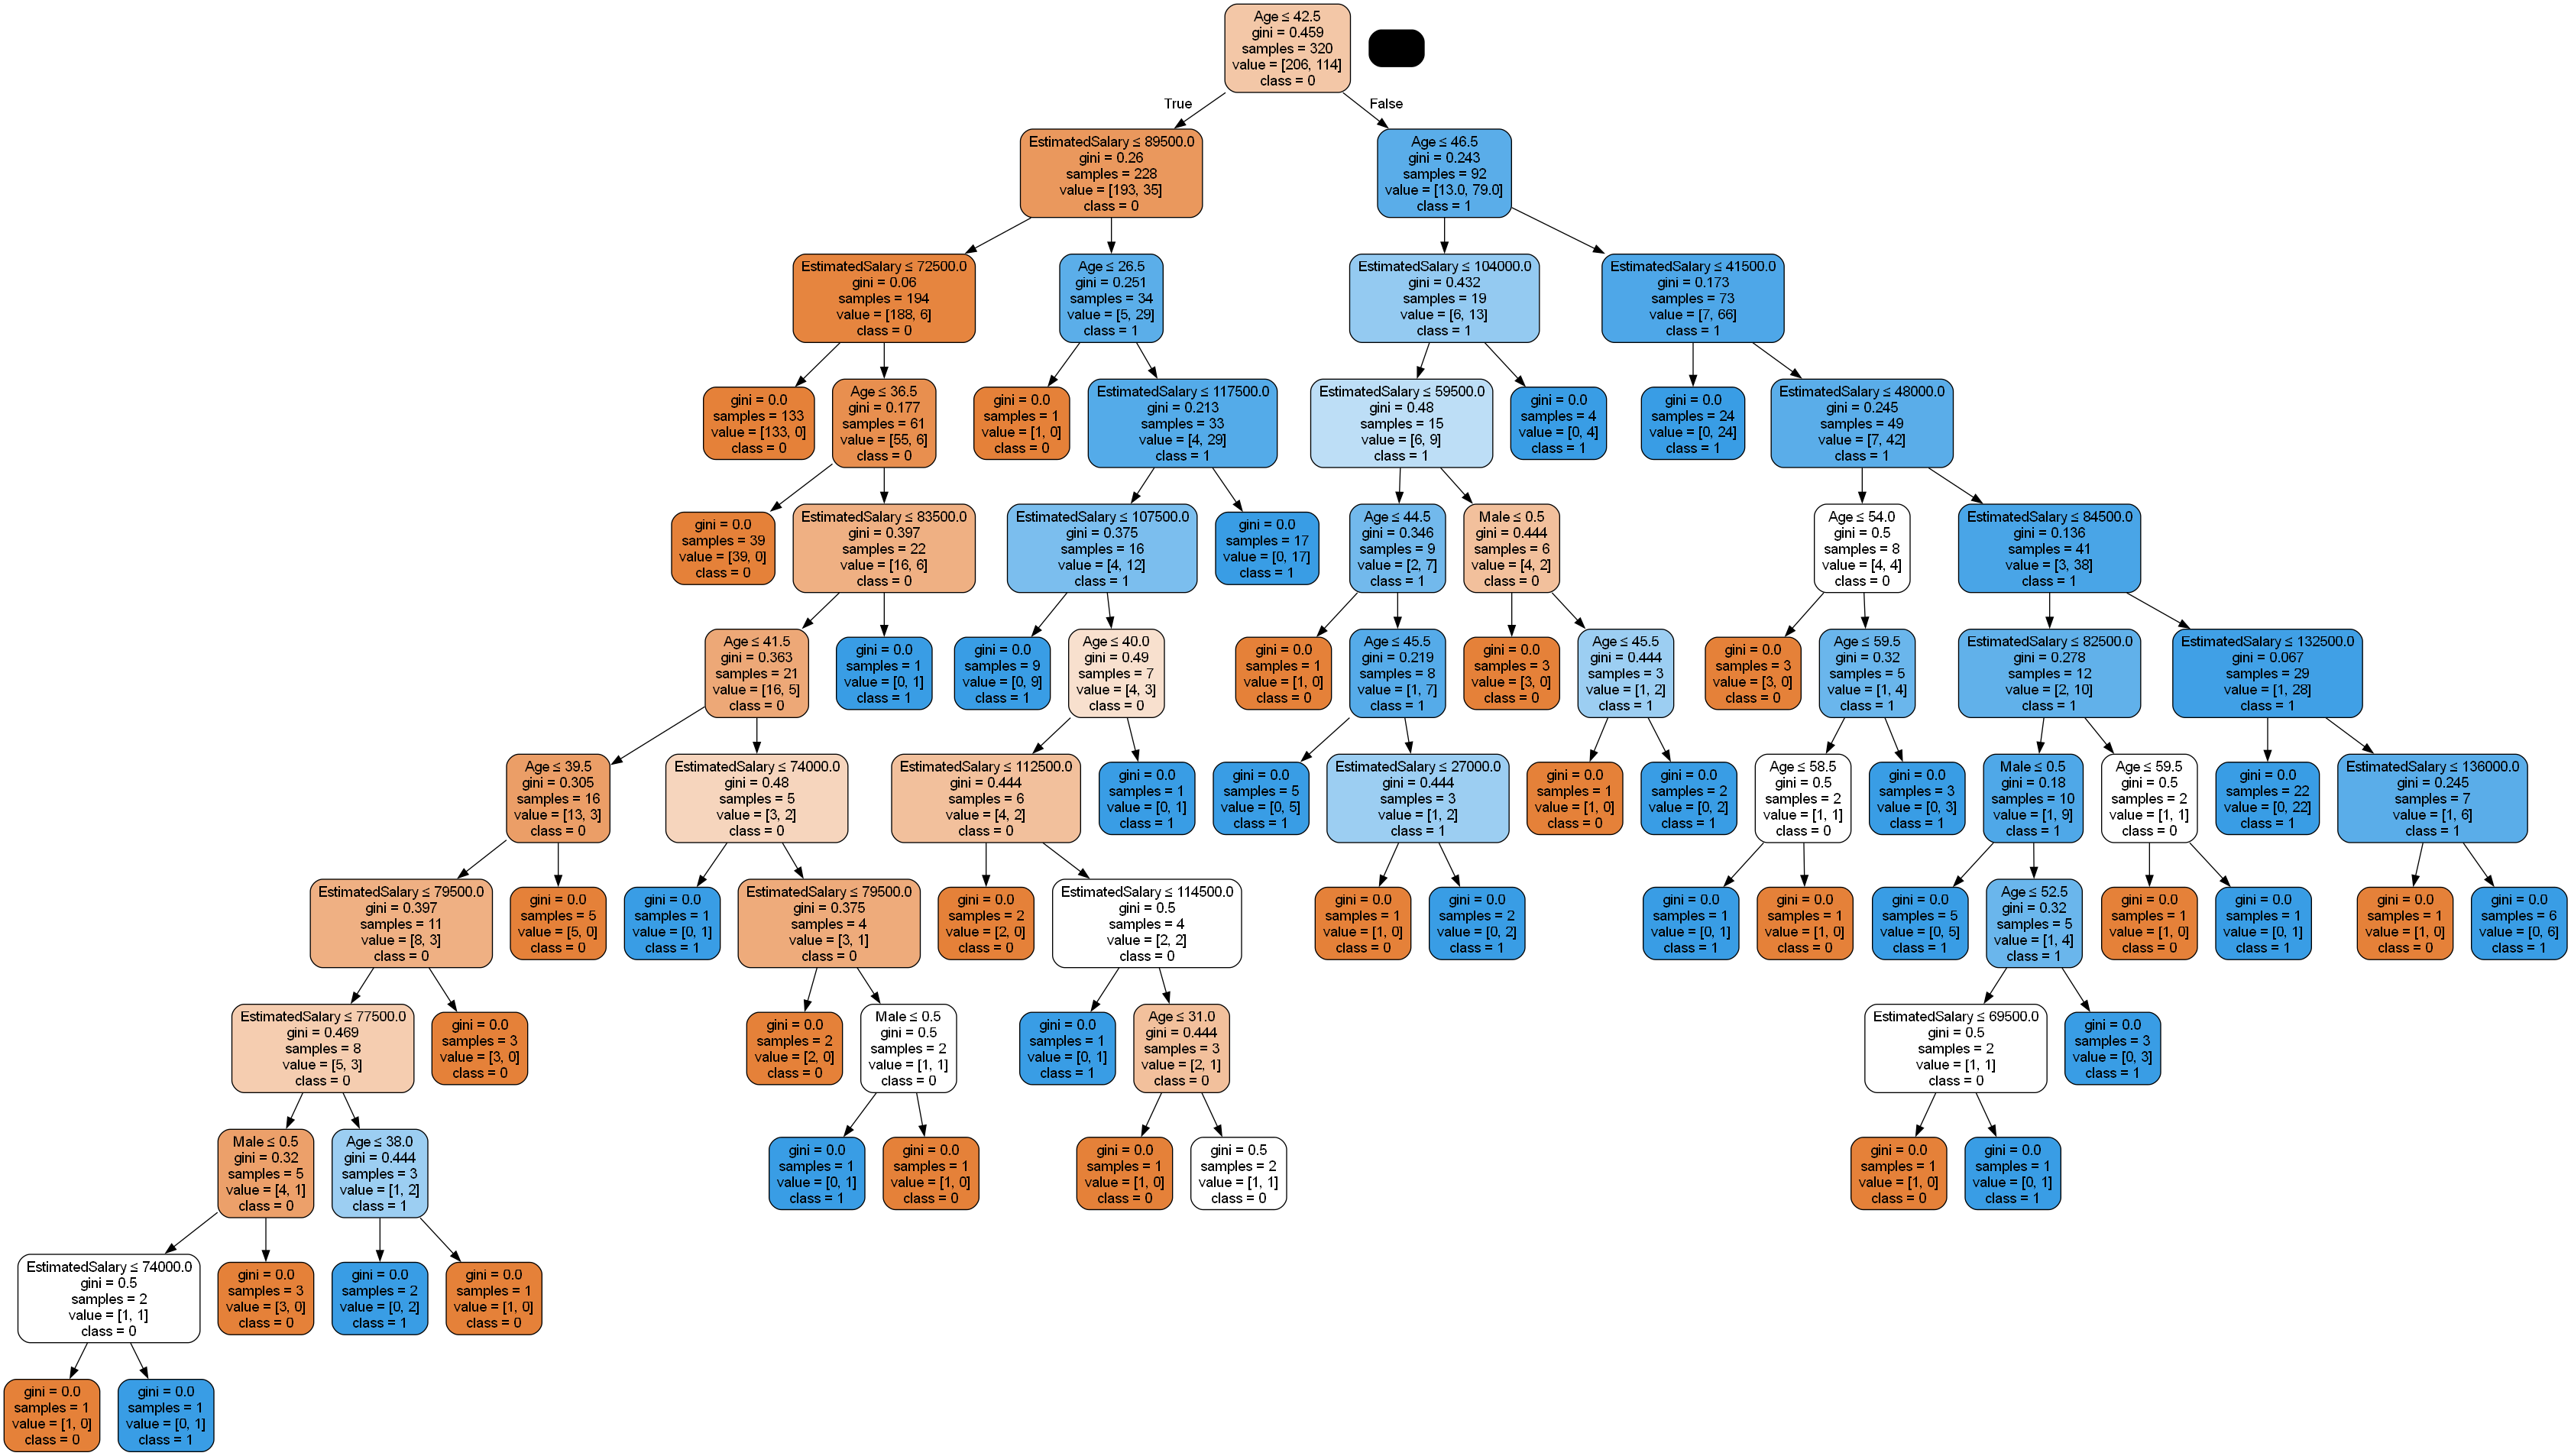 Age ≤ 42.5
gini = 0.459
samples = 320
value = [206, 114]
class = 0
True
False
EstimatedSalary ≤ 89500.0
gini = 0.26
samples = 228
value = [193, 35]
class = 0
Age ≤ 46.5
gini = 0.243
samples = 92
value = [13.0, 79.0]
class = 1
EstimatedSalary ≤ 72500.0
gini = 0.06
samples = 194
value = [188, 6]
class = 0
Age ≤ 26.5
gini = 0.251
samples = 34
value = [5, 29]
class = 1
EstimatedSalary ≤ 104000.0
gini = 0.432
samples = 19
value = [6, 13]
class = 1
EstimatedSalary ≤ 41500.0
gini = 0.173
samples = 73
value = [7, 66]
class = 1
gini = 0.0
samples = 133
value = [133, 0]
class = 0
Age ≤ 36.5
gini = 0.177
samples = 61
value = [55, 6]
class = 0
gini = 0.0
samples = 1
value = [1, 0]
class = 0
EstimatedSalary ≤ 117500.0
gini = 0.213
samples = 33
value = [4, 29]
class = 1
EstimatedSalary ≤ 59500.0
gini = 0.48
samples = 15
value = [6, 9]
class = 1
gini = 0.0
samples = 4
value = [0, 4]
class = 1
gini = 0.0
samples = 24
value = [0, 24]
class = 1
EstimatedSalary ≤ 48000.0
gini = 0.245
samples = 49
value = [7, 42]
class = 1
gini = 0.0
samples = 39
value = [39, 0]
class = 0
EstimatedSalary ≤ 83500.0
gini = 0.397
samples = 22
value = [16, 6]
class = 0
EstimatedSalary ≤ 107500.0
gini = 0.375
samples = 16
value = [4, 12]
class = 1
gini = 0.0
samples = 17
value = [0, 17]
class = 1
Age ≤ 44.5
gini = 0.346
samples = 9
value = [2, 7]
class = 1
Male ≤ 0.5
gini = 0.444
samples = 6
value = [4, 2]
class = 0
Age ≤ 54.0
gini = 0.5
samples = 8
value = [4, 4]
class = 0
EstimatedSalary ≤ 84500.0
gini = 0.136
samples = 41
value = [3, 38]
class = 1
Age ≤ 41.5
gini = 0.363
samples = 21
value = [16, 5]
class = 0
gini = 0.0
samples = 1
value = [0, 1]
class = 1
gini = 0.0
samples = 9
value = [0, 9]
class = 1
Age ≤ 40.0
gini = 0.49
samples = 7
value = [4, 3]
class = 0
gini = 0.0
samples = 1
value = [1, 0]
class = 0
Age ≤ 45.5
gini = 0.219
samples = 8
value = [1, 7]
class = 1
gini = 0.0
samples = 3
value = [3, 0]
class = 0
Age ≤ 45.5
gini = 0.444
samples = 3
value = [1, 2]
class = 1
gini = 0.0
samples = 3
value = [3, 0]
class = 0
Age ≤ 59.5
gini = 0.32
samples = 5
value = [1, 4]
class = 1
EstimatedSalary ≤ 82500.0
gini = 0.278
samples = 12
value = [2, 10]
class = 1
EstimatedSalary ≤ 132500.0
gini = 0.067
samples = 29
value = [1, 28]
class = 1
Age ≤ 39.5
gini = 0.305
samples = 16
value = [13, 3]
class = 0
EstimatedSalary ≤ 74000.0
gini = 0.48
samples = 5
value = [3, 2]
class = 0
EstimatedSalary ≤ 112500.0
gini = 0.444
samples = 6
value = [4, 2]
class = 0
gini = 0.0
samples = 1
value = [0, 1]
class = 1
gini = 0.0
samples = 5
value = [0, 5]
class = 1
EstimatedSalary ≤ 27000.0
gini = 0.444
samples = 3
value = [1, 2]
class = 1
gini = 0.0
samples = 1
value = [1, 0]
class = 0
gini = 0.0
samples = 2
value = [0, 2]
class = 1
Age ≤ 58.5
gini = 0.5
samples = 2
value = [1, 1]
class = 0
gini = 0.0
samples = 3
value = [0, 3]
class = 1
Male ≤ 0.5
gini = 0.18
samples = 10
value = [1, 9]
class = 1
Age ≤ 59.5
gini = 0.5
samples = 2
value = [1, 1]
class = 0
gini = 0.0
samples = 22
value = [0, 22]
class = 1
EstimatedSalary ≤ 136000.0
gini = 0.245
samples = 7
value = [1, 6]
class = 1
EstimatedSalary ≤ 79500.0
gini = 0.397
samples = 11
value = [8, 3]
class = 0
gini = 0.0
samples = 5
value = [5, 0]
class = 0
gini = 0.0
samples = 1
value = [0, 1]
class = 1
EstimatedSalary ≤ 79500.0
gini = 0.375
samples = 4
value = [3, 1]
class = 0
gini = 0.0
samples = 2
value = [2, 0]
class = 0
EstimatedSalary ≤ 114500.0
gini = 0.5
samples = 4
value = [2, 2]
class = 0
gini = 0.0
samples = 1
value = [1, 0]
class = 0
gini = 0.0
samples = 2
value = [0, 2]
class = 1
gini = 0.0
samples = 1
value = [0, 1]
class = 1
gini = 0.0
samples = 1
value = [1, 0]
class = 0
gini = 0.0
samples = 5
value = [0, 5]
class = 1
Age ≤ 52.5
gini = 0.32
samples = 5
value = [1, 4]
class = 1
gini = 0.0
samples = 1
value = [1, 0]
class = 0
gini = 0.0
samples = 1
value = [0, 1]
class = 1
gini = 0.0
samples = 1
value = [1, 0]
class = 0
gini = 0.0
samples = 6
value = [0, 6]
class = 1
EstimatedSalary ≤ 77500.0
gini = 0.469
samples = 8
value = [5, 3]
class = 0
gini = 0.0
samples = 3
value = [3, 0]
class = 0
gini = 0.0
samples = 2
value = [2, 0]
class = 0
Male ≤ 0.5
gini = 0.5
samples = 2
value = [1, 1]
class = 0
gini = 0.0
samples = 1
value = [0, 1]
class = 1
Age ≤ 31.0
gini = 0.444
samples = 3
value = [2, 1]
class = 0
EstimatedSalary ≤ 69500.0
gini = 0.5
samples = 2
value = [1, 1]
class = 0
gini = 0.0
samples = 3
value = [0, 3]
class = 1
Male ≤ 0.5
gini = 0.32
samples = 5
value = [4, 1]
class = 0
Age ≤ 38.0
gini = 0.444
samples = 3
value = [1, 2]
class = 1
gini = 0.0
samples = 1
value = [0, 1]
class = 1
gini = 0.0
samples = 1
value = [1, 0]
class = 0
gini = 0.0
samples = 1
value = [1, 0]
class = 0
gini = 0.5
samples = 2
value = [1, 1]
class = 0
gini = 0.0
samples = 1
value = [1, 0]
class = 0
gini = 0.0
samples = 1
value = [0, 1]
class = 1
EstimatedSalary ≤ 74000.0
gini = 0.5
samples = 2
value = [1, 1]
class = 0
gini = 0.0
samples = 3
value = [3, 0]
class = 0
gini = 0.0
samples = 2
value = [0, 2]
class = 1
gini = 0.0
samples = 1
value = [1, 0]
class = 0
gini = 0.0
samples = 1
value = [1, 0]
class = 0
gini = 0.0
samples = 1
value = [0, 1]
class = 1